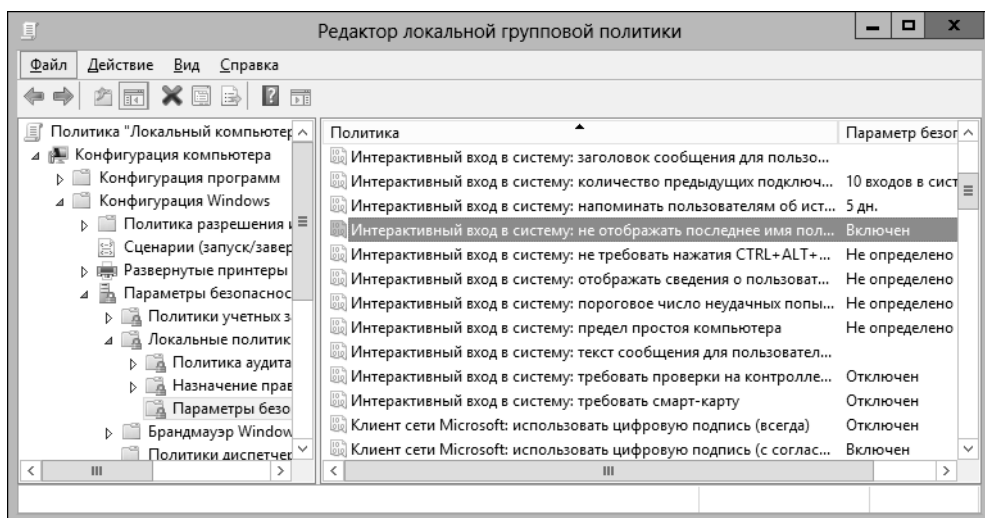 Редактор локальной групповой политики
Файл Действие Вид Справка
Политика "Локальный компьютер
Конфигурация компьютера
Конфигурация программ
Конфигурация Windows
Политика разрешения и
Сценарии (запуск/завер
Развернутые принтеры
Параметры безопаснос
Политики учетных з
Локальные политик
Политика аудита
Назначение прав
Параметры безо
Брандмауэр Window
Политики диспетчер
Политика Параметр безог
Интерактивный вход в систему: заголовок сообщения для пользо...
Интерактивный вход в систему: количество предыдущих подключ... 10 входов в сист
Интерактивный вход в систему: напоминать пользователям об ист... 5 дн.
Интерактивный вход в систему: не отображать последнее имя пол... Включен
Интерактивный вход в систему: не требовать нажатия CTRL+ALT+... Не определено
Интерактивный вход в систему: отображать сведения о пользоват... Не определено
Интерактивный вход в систему: пороговое число неудачных попы... Не определено
Интерактивный вход в систему: предел простоя компьютера Не определено
Интерактивный вход в систему: текст сообщения для пользовател...
Интерактивный вход в систему: требовать проверки на контролле... Отключен
Интерактивный вход в систему: требовать смарт-карту Отключен
Клиент сети Microsoft: использовать цифровую подпись (всегда) Отключен
Клиент сети Microsoft: использовать цифровую подпись (с соглас... Включен